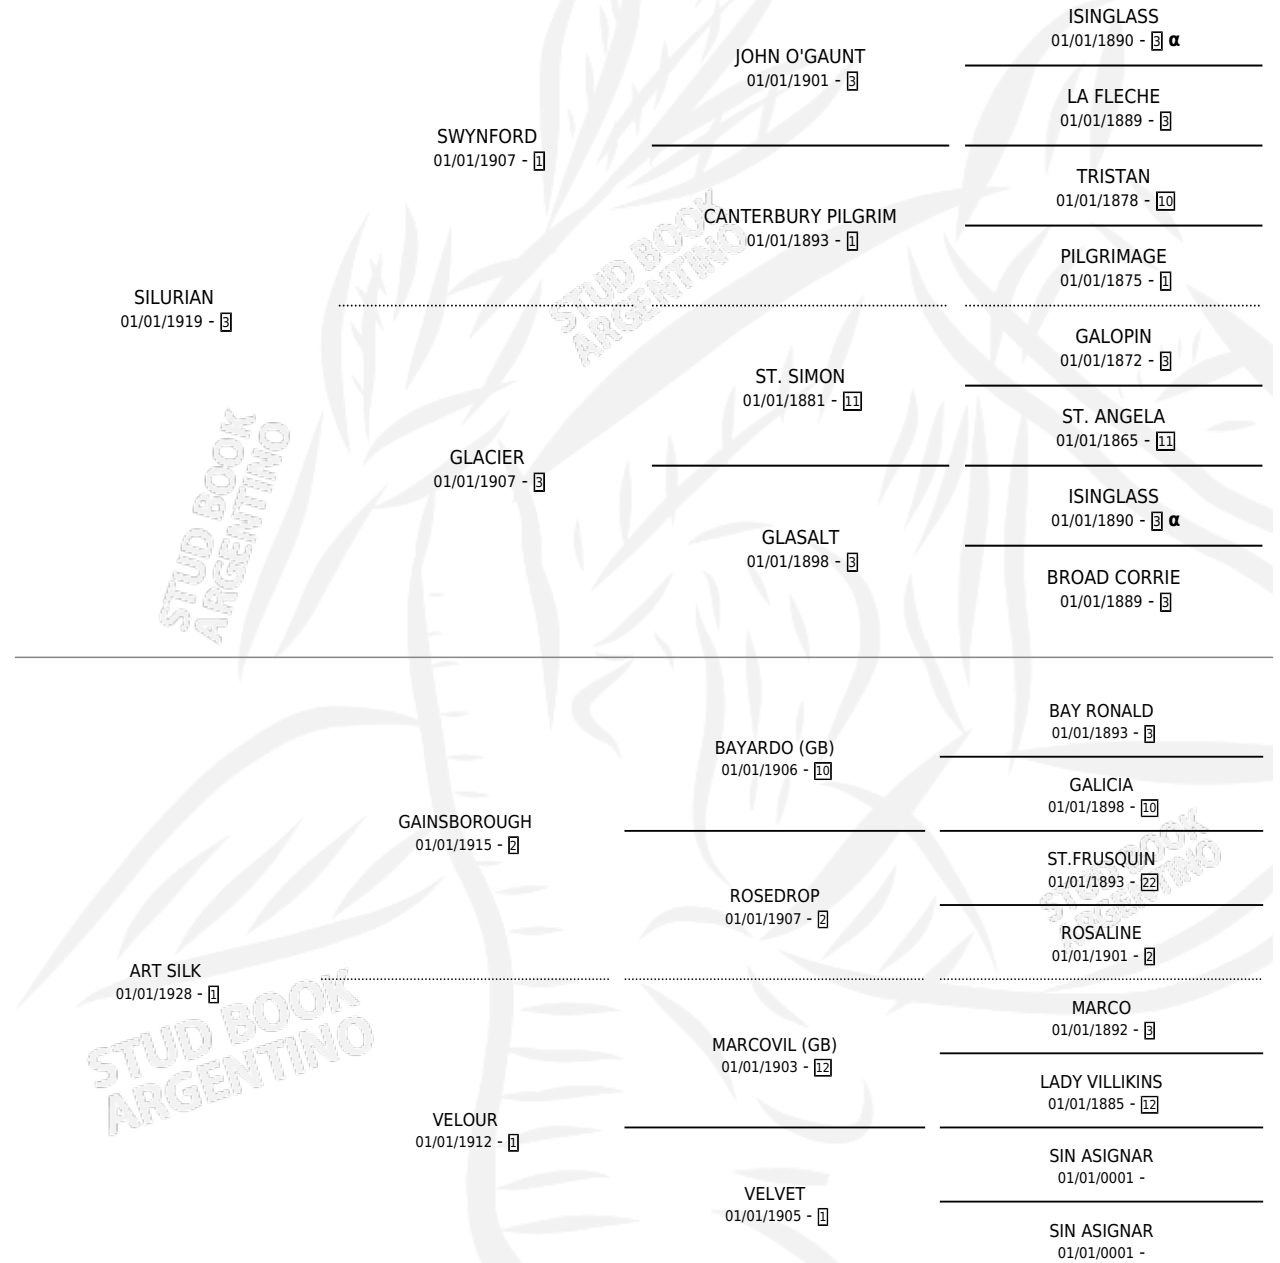 ISINGLASS
01/01/1890 - 3 α
JOHN O'GAUNT
01/01/1901 - 3
LA FLECHE
01/01/1889 - 3
SWYNFORD
01/01/1907 - 1
TRISTAN
01/01/1878 - 10
CANTERBURY PILGRIM
01/01/1893 - 1
PILGRIMAGE
01/01/1875 - 1
SILURIAN
01/01/1919 - 3
GALOPIN
01/01/1872 - 3
ST. SIMON
01/01/1881 - 11
ST. ANGELA
01/01/1865 - 11
GLACIER
01/01/1907 - 3
ISINGLASS
01/01/1890 - 3 α
GLASALT
01/01/1898 - 3
BROAD CORRIE
01/01/1889 - 3
BAY RONALD
01/01/1893 - 3
BAYARDO (GB)
01/01/1906 - 10
GALICIA
01/01/1898 - 10
GAINSBOROUGH
01/01/1915 - 2
ST.FRUSQUIN
01/01/1893 - 22
ROSEDROP
01/01/1907 - 2
ROSALINE
01/01/1901 - 2
ART SILK
01/01/1928 - 1
MARCO
01/01/1892 - 3
MARCOVIL (GB)
01/01/1903 - 12
LADY VILLIKINS
01/01/1885 - 12
VELOUR
01/01/1912 - 1
SIN ASIGNAR
01/01/0001 -
VELVET
01/01/1905 - 1
SIN ASIGNAR
01/01/0001 -
STUD BOOK
ARGENTINO
STUD BOOK
ARGENTINO
STUD BOOK
ARGENTINO
STUD BOOK
ARGENTINO